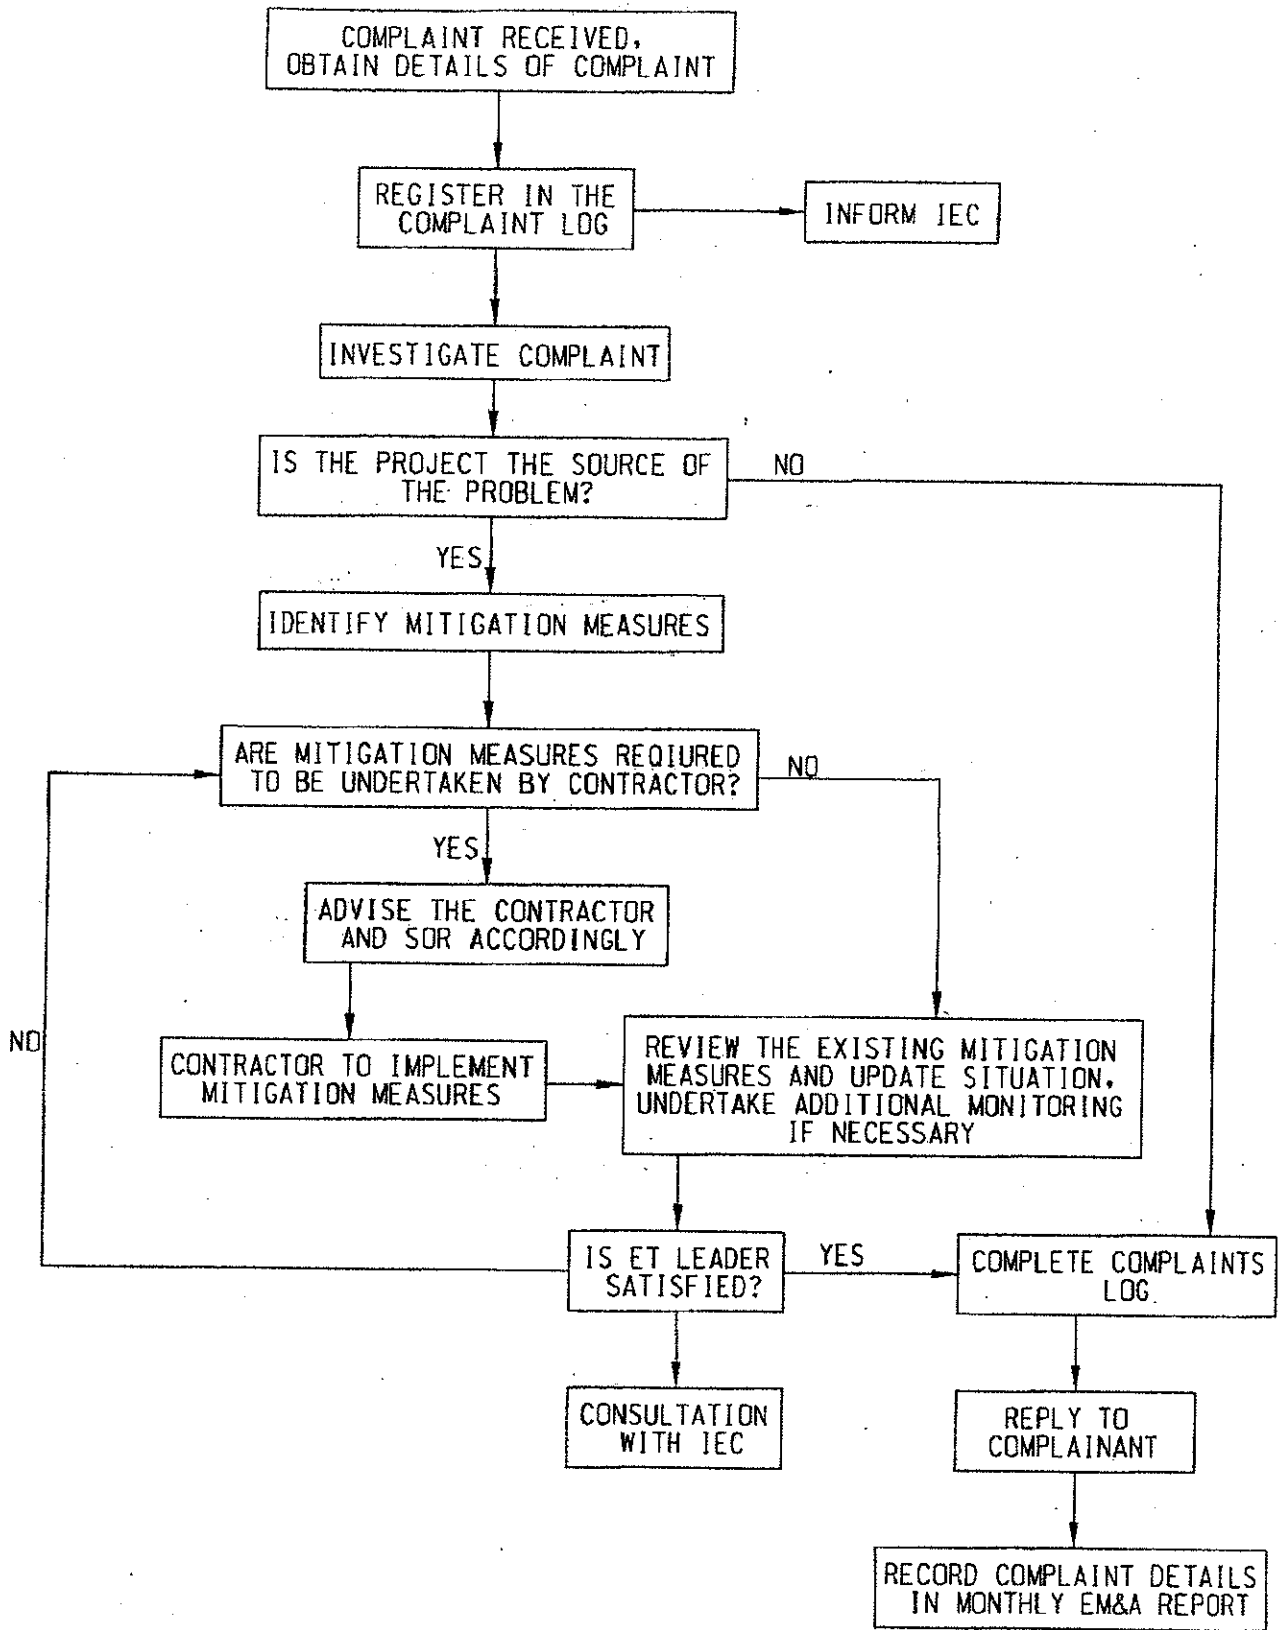 COMPLAINT RECEIVED,
OBTAIN DETAILS OF COMPLAINT
REGISTER IN THE
COMPLAINT LOG
INFORM IEC
INVESTIGATE COMPLAINT
IS THE PROJECT THE SOURCE OF
THE PROBLEM?
NO
YES
IDENTIFY MITIGATION MEASURES
ARE MITIGATION MEASURES REQIURED
TO BE UNDERTAKEN BY CONTRACTOR?
NO
YES
ADVISE THE CONTRACTOR
AND SOR ACCORDINGLY
NO
CONTRACTOR TO IMPLEMENT
MITIGATION MEASURES
REVIEW THE EXISTING MITIGATION
MEASURES AND UPDATE SITUATION,
UNDERTAKE ADDITIONAL MONITORING
IF NECESSARY
IS ET LEADER
SATISFIED?
YES
COMPLETE COMPLAINTS
LOG
CONSULTATION
WITH IEC
REPLY TO
COMPLAINANT
RECORD COMPLAINT DETAILS
IN MONTHLY EM&A REPORT